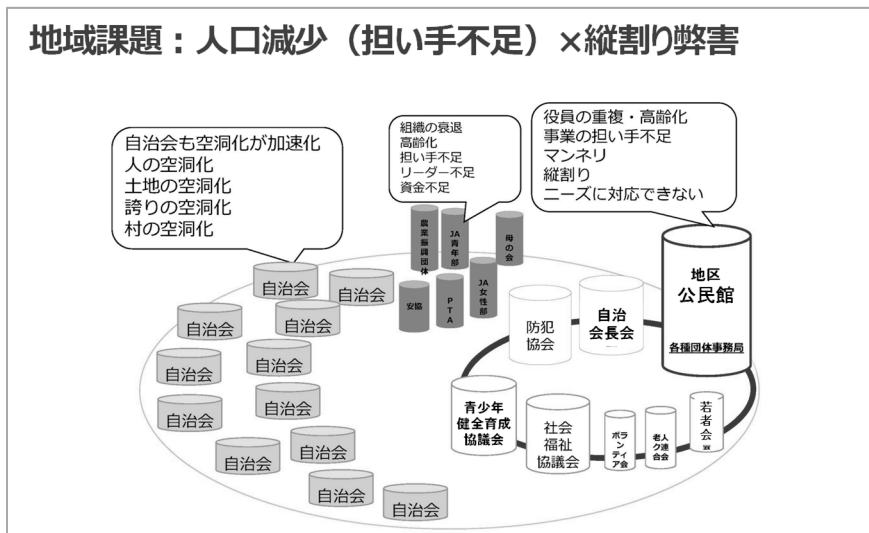 地域課題：人口減少（担い手不足）×縦割り弊害
自治会も空洞化が加速化
人の空洞化
土地の空洞化
誇りの空洞化
村の空洞化
組織の衰退
高齢化
担い手不足
リーダー不足
資金不足
役員の重複・高齢化
事業の担い手不足
マンネリ
縦割り
ニーズに対応できない
農業振興団体
JA青年部
母の会
安協
PTA
JA女性部
自治会
自治会
自治会
自治会
自治会
自治会
自治会
自治会
自治会
自治会
自治会
自治会
防犯
協会
自治
会長会
地区
公民館
各種団体事務局
青少年
健全育成
協議会
社会
福祉
協議会
ボランティア会
老人クラブ連合会
若者会